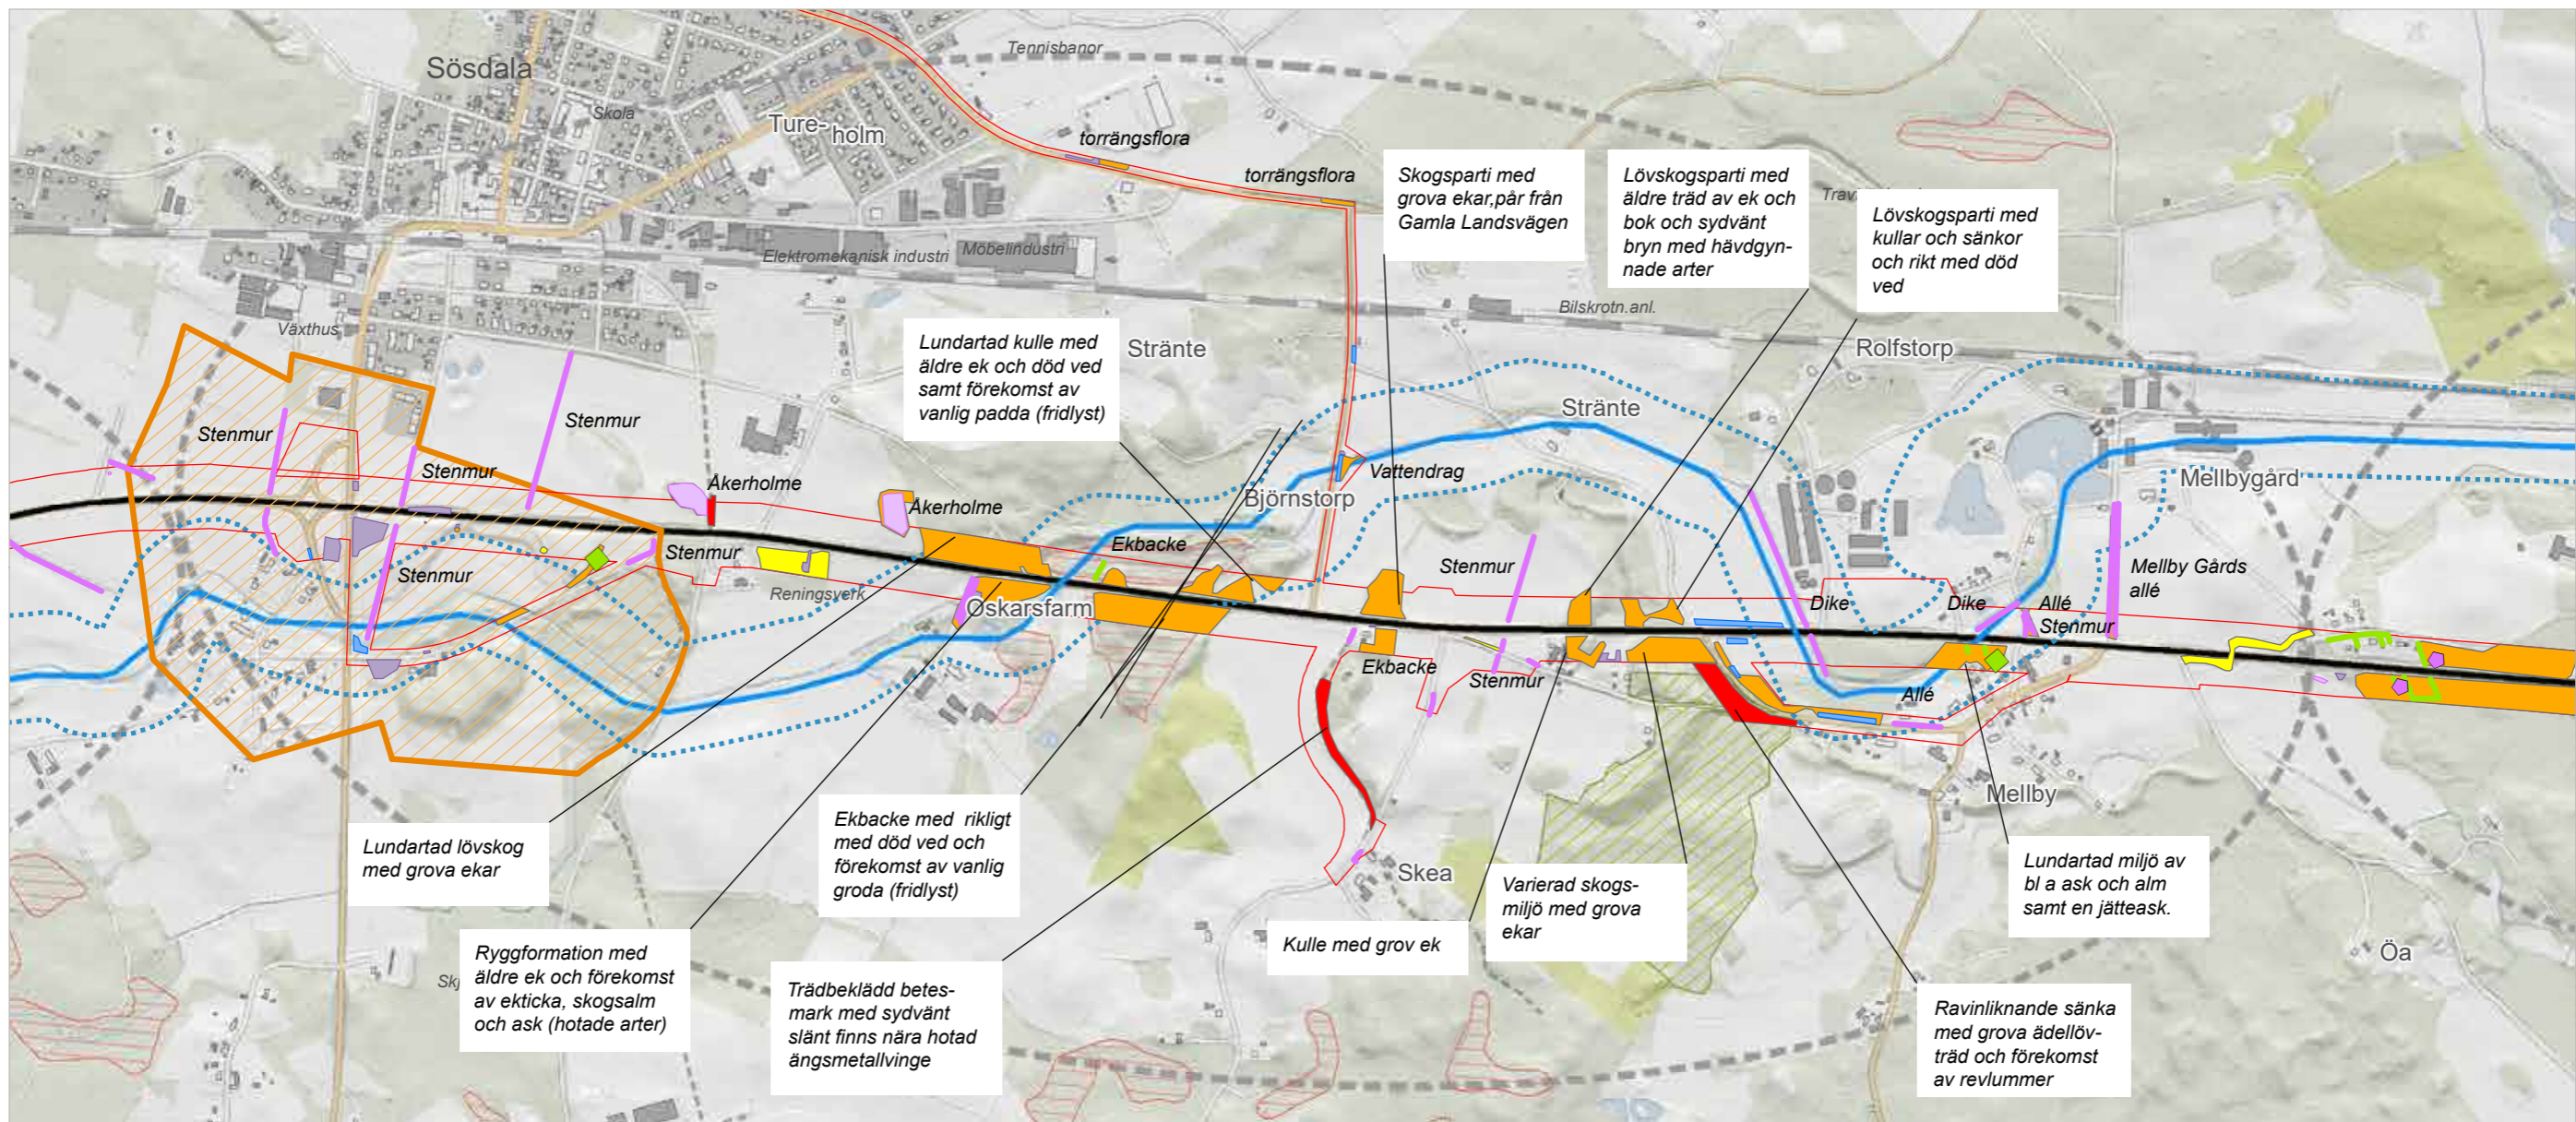 Sösdala
Tennisbanor
Skola
Ture-
holm
torrängsflora
torrängsflora
Skogsparti med
grova ekar,pår från
Gamla Landsvägen
Lövskogsparti med
äldre träd av ek och
bok och sydvänt
bryn med hävdgyn-
nade arter
Lövskogsparti med
kullar och sänkor
och rikt med död
ved
Elektromekanisk industri
Möbelindustri
Bilskrotn.anl.
Växthus
Lundartad kulle med
äldre ek och död ved
samt förekomst av
vanlig padda (fridlyst)
Stränte
Rolfstorp
Stränte
Stenmur
Stenmur
Stenmur
Åkerholme
Åkerholme
Vattendrag
Björnstorp
Mellbygård
Ekbacke
Stenmur
Stenmur
Stenmur
Reningsverk
Oskarsfarm
Mellby Gårds
allé
Dike
Dike
Allé
Stenmur
Ekbacke
Stenmur
Allé
Mellby
Lundartad lövskog
med grova ekar
Ekbacke med rikligt
med död ved och
förekomst av vanlig
groda (fridlyst)
Skea
Varierad skogs-
miljö med grova
ekar
Lundartad miljö av
bl a ask och alm
samt en jätteask.
Kulle med grov ek
Öa
Ryggformation med
äldre ek och förekomst
av ekticka, skogsalm
och ask (hotade arter)
Trädbeklädd betes-
mark med sydvänt
slänt finns nära hotad
ängsmetallvinge
Ravinliknande sänka
med grova ädellöv-
träd och förekomst
av revlummer